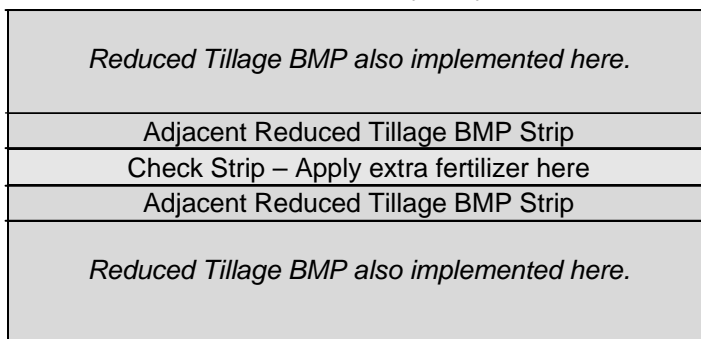 Reduced Tillage BMP also implemented here.
Adjacent Reduced Tillage BMP Strip
Check Strip – Apply extra fertilizer here
Adjacent Reduced Tillage BMP Strip
Reduced Tillage BMP also implemented here.